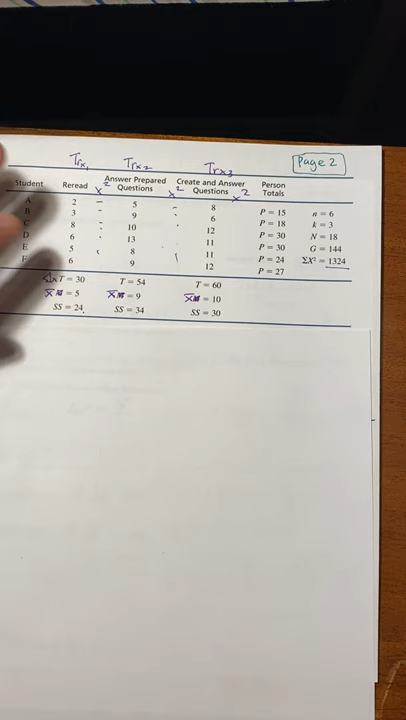 Trx1 Trx2 Trx3 Page 2
Student Reread X² Answer Prepared Questions X² Create and Answer Questions X² Person Totals
A 2 5 8 P = 15 n = 6
B 3 9 6 P = 18 k = 3
C 8 10 12 P = 30 N = 18
D 6 13 11 P = 30 G = 144
E 5 8 11 P = 24 ΣX² = 1324
F 6 9 12 P = 27
T = 30 T = 54 T = 60
X̄ M = 5 X̄ M = 9 X̄ M = 10
SS = 24 SS = 34 SS = 30